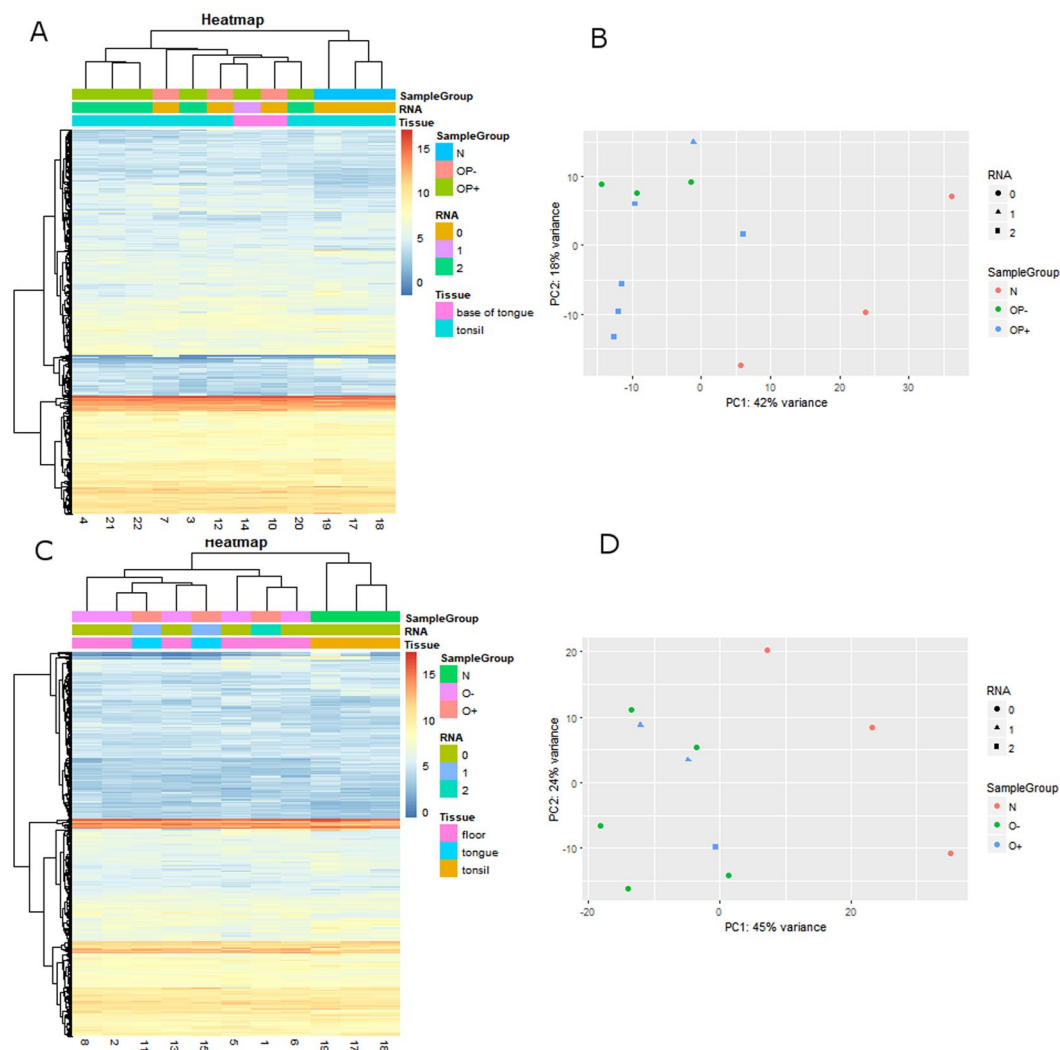 A
Heatmap
SampleGroup
RNA
Tissue
SampleGroup
N
OP-
OP+
RNA
0
1
2
Tissue
base of tongue
tonsil
15
10
5
0
4 21 22 7 3 12 14 10 20 19 17 18
B
PC2: 18% variance
10
0
-10
-10 0 10 20 30
PC1: 42% variance
RNA
0
1
2
SampleGroup
N
OP-
OP+
C
Heatmap
SampleGroup
RNA
Tissue
SampleGroup
N
O-
O+
RNA
0
1
2
Tissue
floor
tongue
tonsil
15
10
5
0
8 2 11 13 15 5 1 6 19 17 18
D
PC2: 24% variance
20
10
0
-10
-20 0 20
PC1: 45% variance
RNA
0
1
2
SampleGroup
N
O-
O+